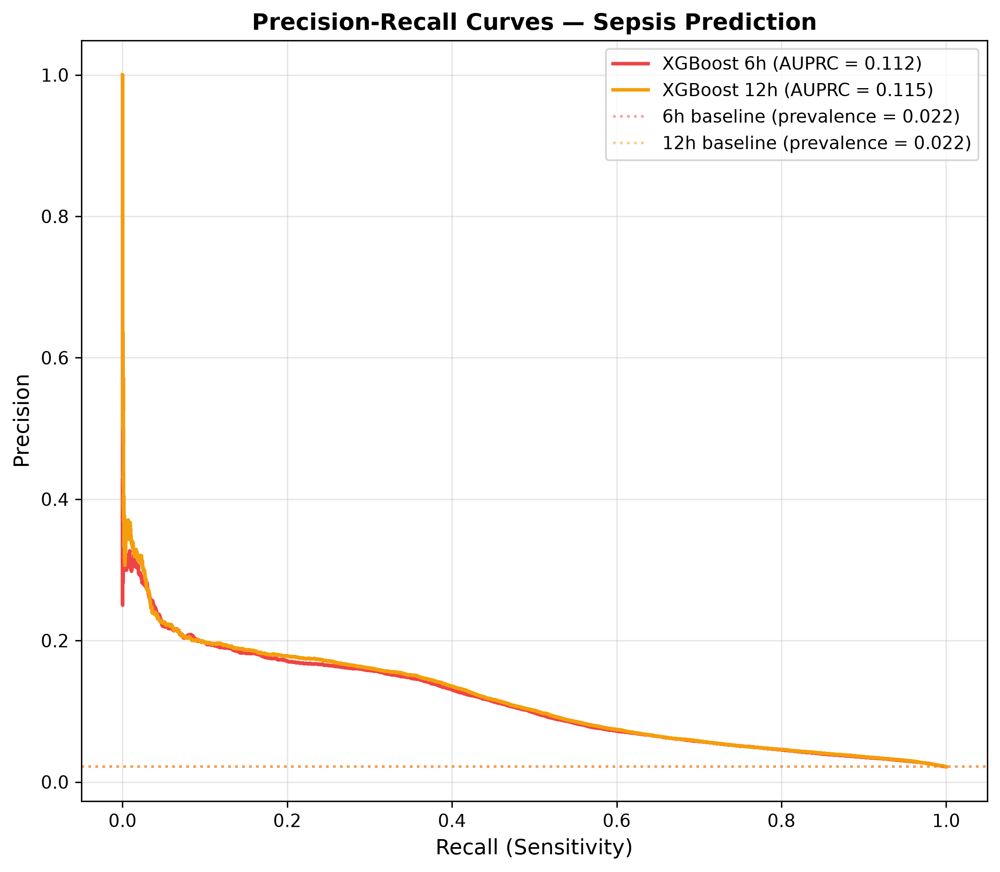 Precision-Recall Curves — Sepsis Prediction
XGBoost 6h (AUPRC = 0.112)
XGBoost 12h (AUPRC = 0.115)
6h baseline (prevalence = 0.022)
12h baseline (prevalence = 0.022)
Precision
1.0
0.8
0.6
0.4
0.2
0.0
0.0 0.2 0.4 0.6 0.8 1.0
Recall (Sensitivity)